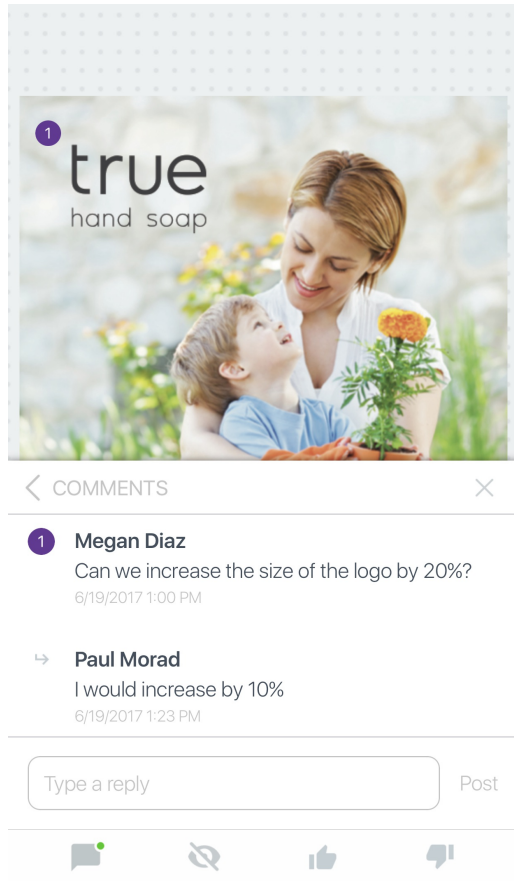 1
true
hand soap
COMMENTS
1
Megan Diaz
Can we increase the size of the logo by 20%?
6/19/2017 1:00 PM
Paul Morad
I would increase by 10%
6/19/2017 1:23 PM
Type a reply
Post